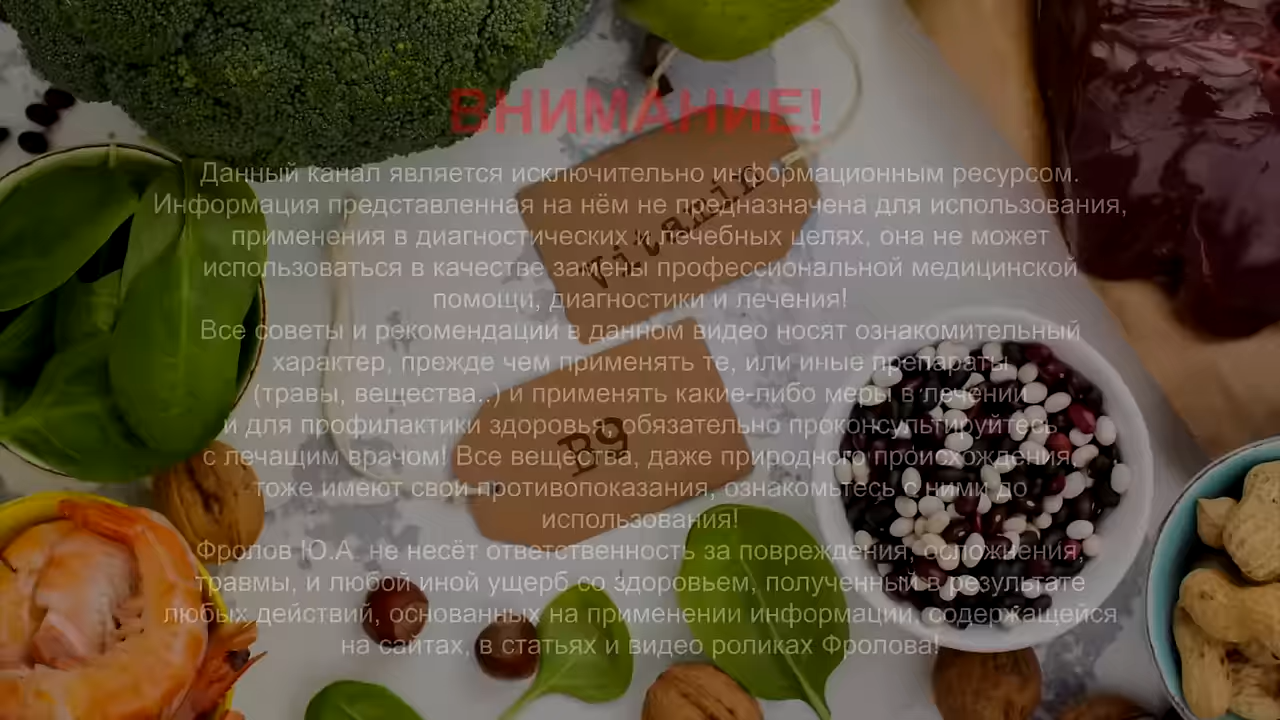 ВНИМАНИЕ!
Данный канал является исключительно информационным ресурсом.
Информация представленная на нём не предназначена для использования,
применения в диагностических и лечебных целях, она не может
использоваться в качестве замены профессиональной медицинской
помощи, диагностики и лечения!
Все советы и рекомендации в данном видео носят ознакомительный
характер, прежде чем применять те, или иные препараты
(травы, вещества..) и применять какие-либо меры в лечении
и для профилактики здоровья, обязательно проконсультируйтесь
с лечащим врачом! Все вещества, даже природного происхождения
тоже имеют свои противопоказания, ознакомьтесь с ними до
использования!
Фролов Ю.А. не несёт ответственность за повреждения, осложнения,
травмы, и любой иной ущерб со здоровьем, полученным в результате
любых действий, основанных на применении информации, содержащейся
на сайтах, в статьях и видео роликах Фролова!
Vitamin
B9